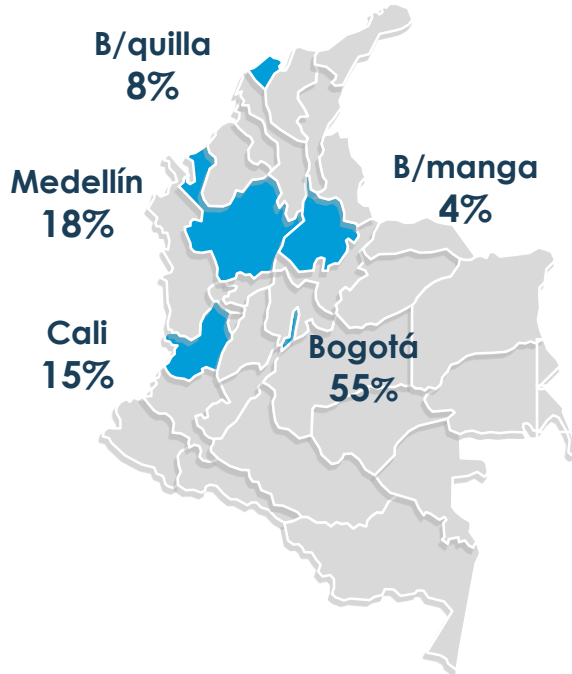 B/quilla
8%
B/manga
4%
Medellín
18%
Cali
15%
Bogotá
55%